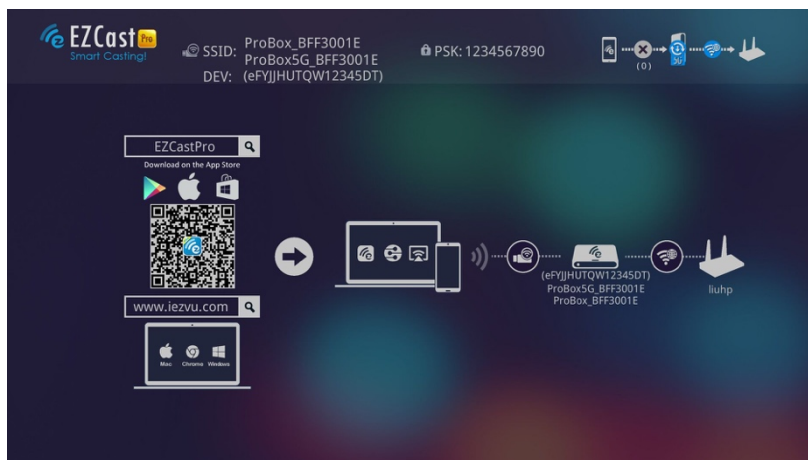 EZCast Pro
Smart Casting!
SSID: ProBox_BFF3001E
ProBox5G_BFF3001E
DEV: (eFYJJHUTQW12345DT)
PSK: 1234567890
(0)
5G
EZCastPro
Download on the App Store
www.iezvu.com
Mac Chrome Windows
(eFYJJHUTQW12345DT)
ProBox5G_BFF3001E
ProBox_BFF3001E
liuhp